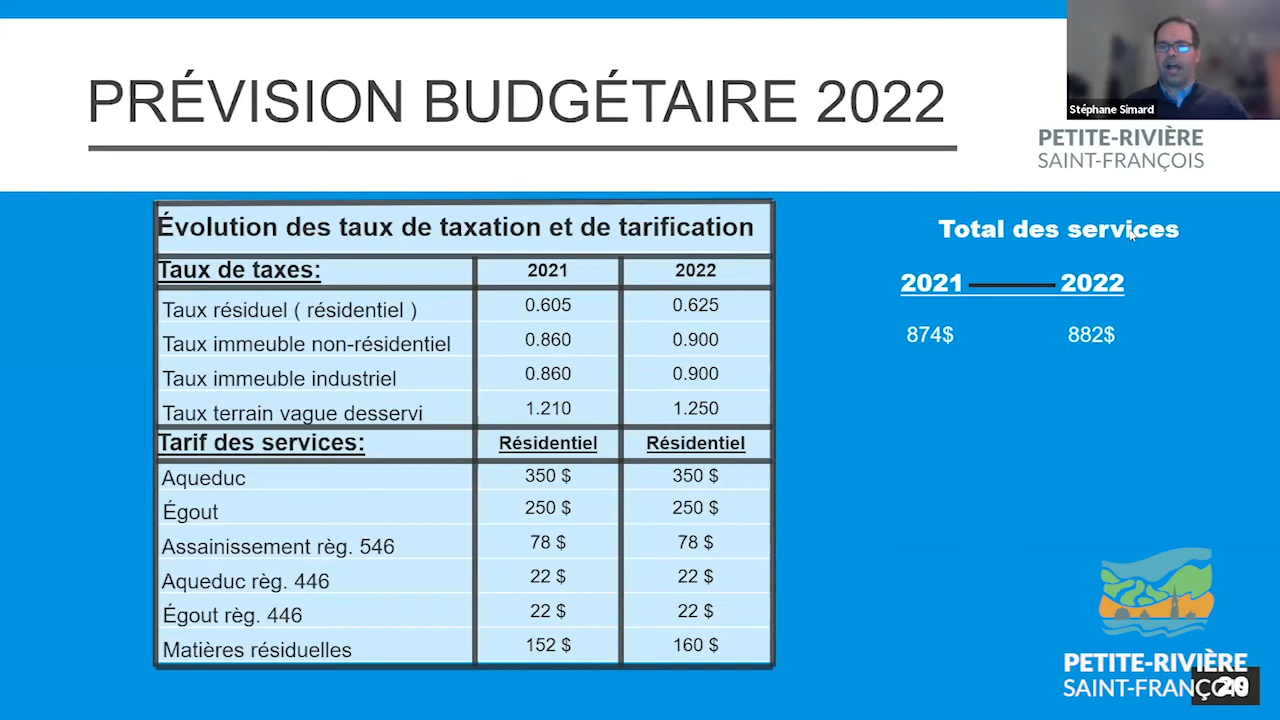 PRÉVISION BUDGÉTAIRE 2022
Stéphane Simard
PETITE-RIVIÈRE
SAINT-FRANÇOIS
Évolution des taux de taxation et de tarification
Taux de taxes: 2021 2022
Taux résiduel ( résidentiel ) 0.605 0.625
Taux immeuble non-résidentiel 0.860 0.900
Taux immeuble industriel 0.860 0.900
Taux terrain vague desservi 1.210 1.250
Tarif des services: Résidentiel Résidentiel
Aqueduc 350 $ 350 $
Égout 250 $ 250 $
Assainissement règ. 546 78 $ 78 $
Aqueduc règ. 446 22 $ 22 $
Égout règ. 446 22 $ 22 $
Matières résiduelles 152 $ 160 $
Total des services
2021 2022
874$ 882$
PETITE-RIVIÈRE
SAINT-FRANÇOIS
20